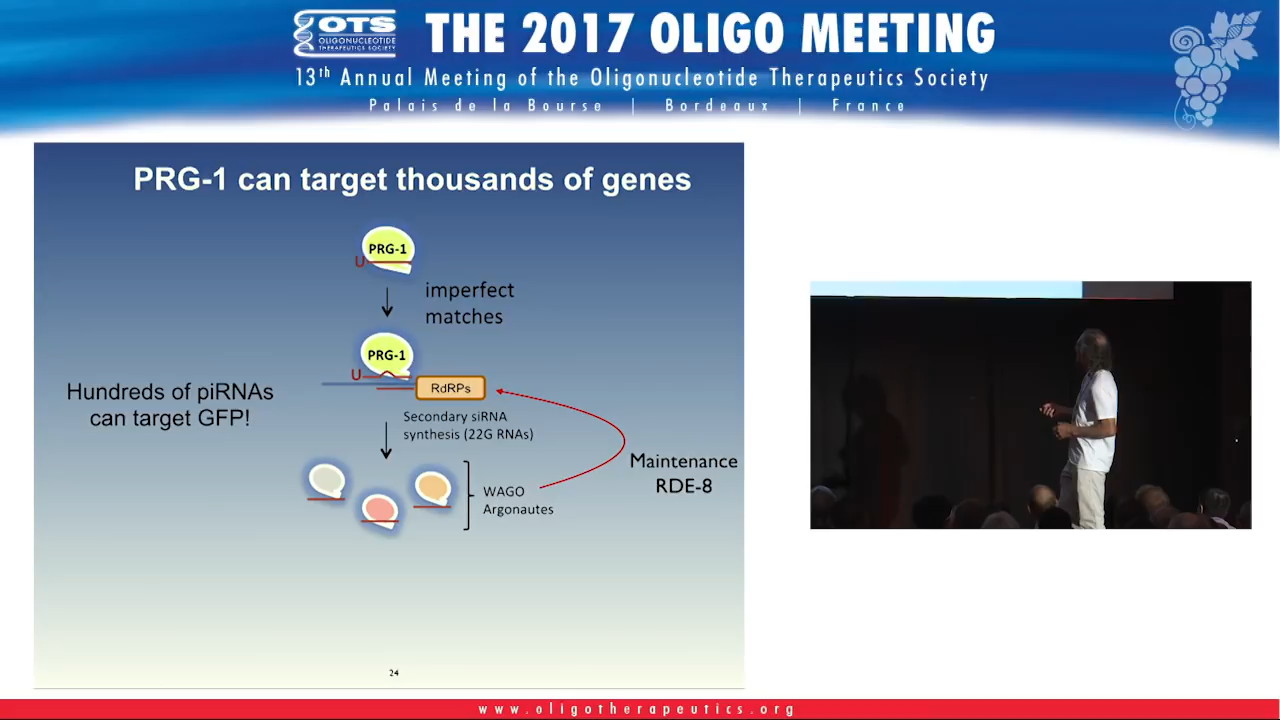 OTS
OLIGONUCLEOTIDE
THERAPEUTICS SOCIETY
THE 2017 OLIGO MEETING
13th Annual Meeting of the Oligonucleotide Therapeutics Society
Palais de la Bourse | Bordeaux | France
PRG-1 can target thousands of genes
PRG-1
U
imperfect
matches
PRG-1
U
RdRPs
Hundreds of piRNAs
can target GFP!
Secondary siRNA
synthesis (22G RNAs)
Maintenance
RDE-8
WAGO
Argonautes
24
www.oligotherapeutics.org